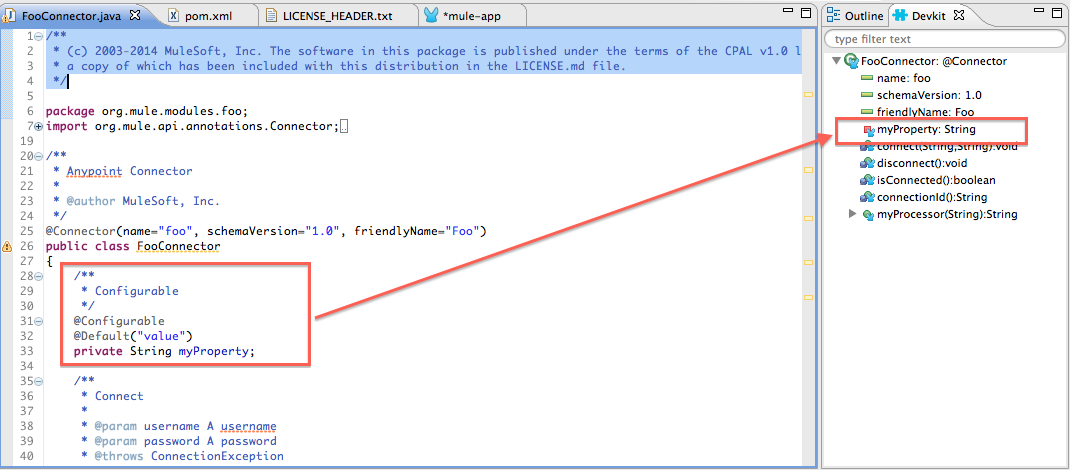 FooConnector.java
pom.xml
LICENSE_HEADER.txt
*mule-app
1 /**
2 * (c) 2003-2014 MuleSoft, Inc. The software in this package is published under the terms of the CPAL v1.0 l
3 * a copy of which has been included with this distribution in the LICENSE.md file.
4 */
5
6 package org.mule.modules.foo;
7 import org.mule.api.annotations.Connector;
19
20 /**
21 * Anypoint Connector
22 *
23 * @author MuleSoft, Inc.
24 */
25 @Connector(name="foo", schemaVersion="1.0", friendlyName="Foo")
26 public class FooConnector
27 {
28 /**
29 * Configurable
30 */
31 @Configurable
32 @Default("value")
33 private String myProperty;
34
35 /**
36 * Connect
37 *
38 * @param username A username
39 * @param password A password
40 * @throws ConnectionException
Outline
Devkit
type filter text
FooConnector: @Connector
name: foo
schemaVersion: 1.0
friendlyName: Foo
myProperty: String
connect(String,String):void
disconnect():void
isConnected():boolean
connectionId():String
myProcessor(String):String